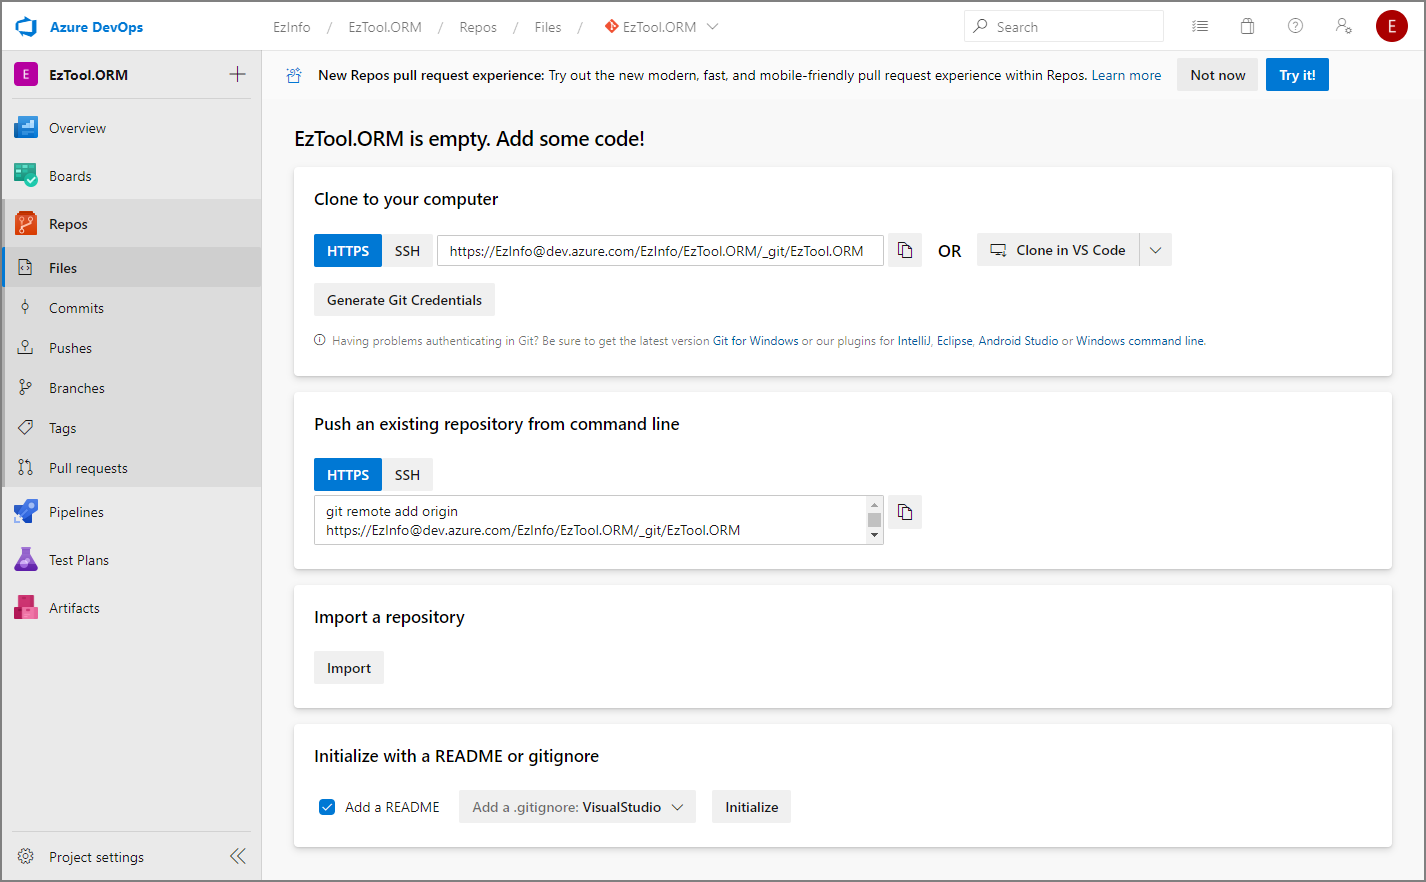 Azure DevOps
EzInfo / EzTool.ORM / Repos / Files / EzTool.ORM
Search
E
E EzTool.ORM
Overview
Boards
Repos
Files
Commits
Pushes
Branches
Tags
Pull requests
Pipelines
Test Plans
Artifacts
Project settings
New Repos pull request experience: Try out the new modern, fast, and mobile-friendly pull request experience within Repos. Learn more
Not now
Try it!
EzTool.ORM is empty. Add some code!
Clone to your computer
HTTPS SSH https://EzInfo@dev.azure.com/EzInfo/EzTool.ORM/_git/EzTool.ORM OR Clone in VS Code
Generate Git Credentials
Having problems authenticating in Git? Be sure to get the latest version Git for Windows or our plugins for IntelliJ, Eclipse, Android Studio or Windows command line.
Push an existing repository from command line
HTTPS SSH
git remote add origin
https://EzInfo@dev.azure.com/EzInfo/EzTool.ORM/_git/EzTool.ORM
Import a repository
Import
Initialize with a README or gitignore
Add a README Add a .gitignore: VisualStudio Initialize